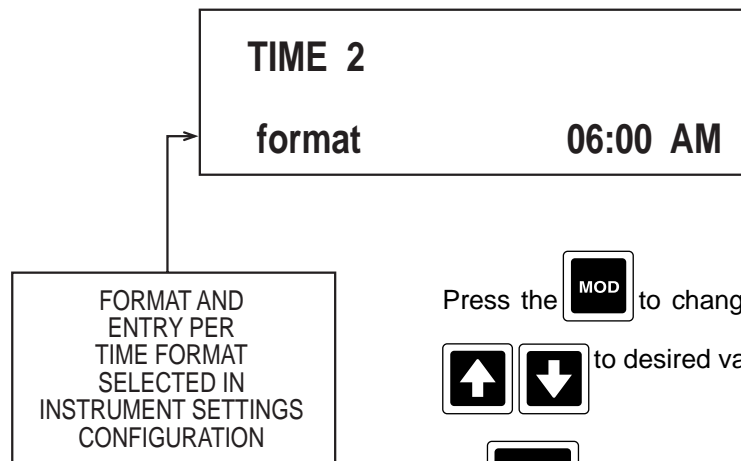 TIME 2
format 06:00 AM
FORMAT AND
ENTRY PER
TIME FORMAT
SELECTED IN
INSTRUMENT SETTINGS
CONFIGURATION
Press the MOD to chang
to desired va